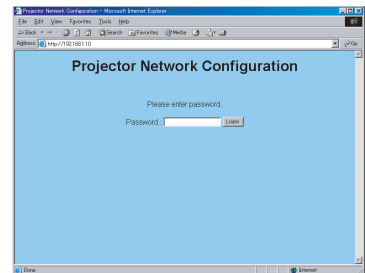 Projector Network Configuration - Microsoft Internet Explorer
File Edit View Favorites Tools Help
Back Search Favorites Media
Address http://192.168.1.10 Go
Projector Network Configuration
Please enter password.
Password : Login
Done Internet